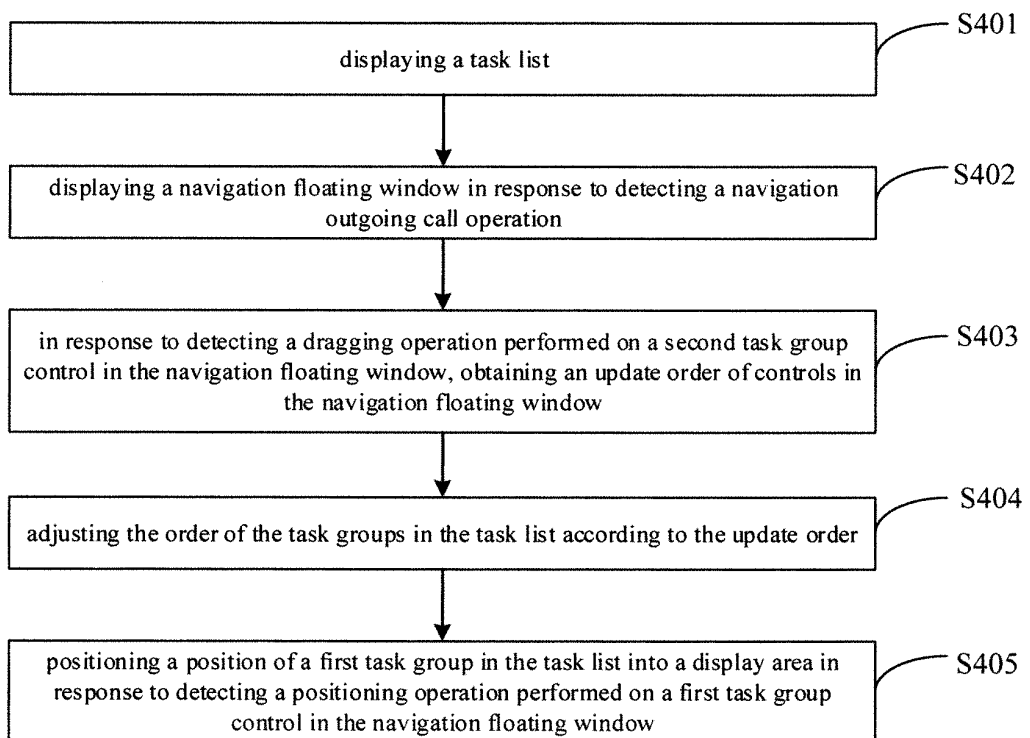 S401
displaying a task list
S402
displaying a navigation floating window in response to detecting a navigation
outgoing call operation
S403
in response to detecting a dragging operation performed on a second task group
control in the navigation floating window, obtaining an update order of controls in
the navigation floating window
S404
adjusting the order of the task groups in the task list according to the update order
S405
positioning a position of a first task group in the task list into a display area in
response to detecting a positioning operation performed on a first task group
control in the navigation floating window